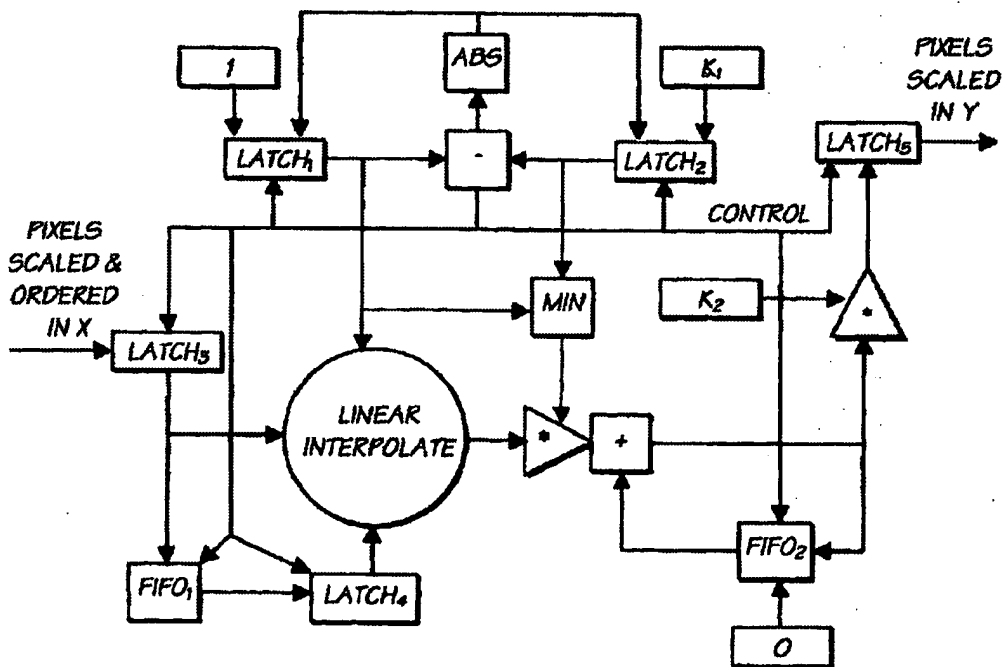 ABS
1
K₁
PIXELS
SCALED
IN Y
LATCH₁
-
LATCH₂
LATCH₅
CONTROL
PIXELS
SCALED &
ORDERED
IN X
MIN
K₂
*
LATCH₃
LINEAR
INTERPOLATE
*
+
FIFO₂
FIFO₁
LATCH₄
0